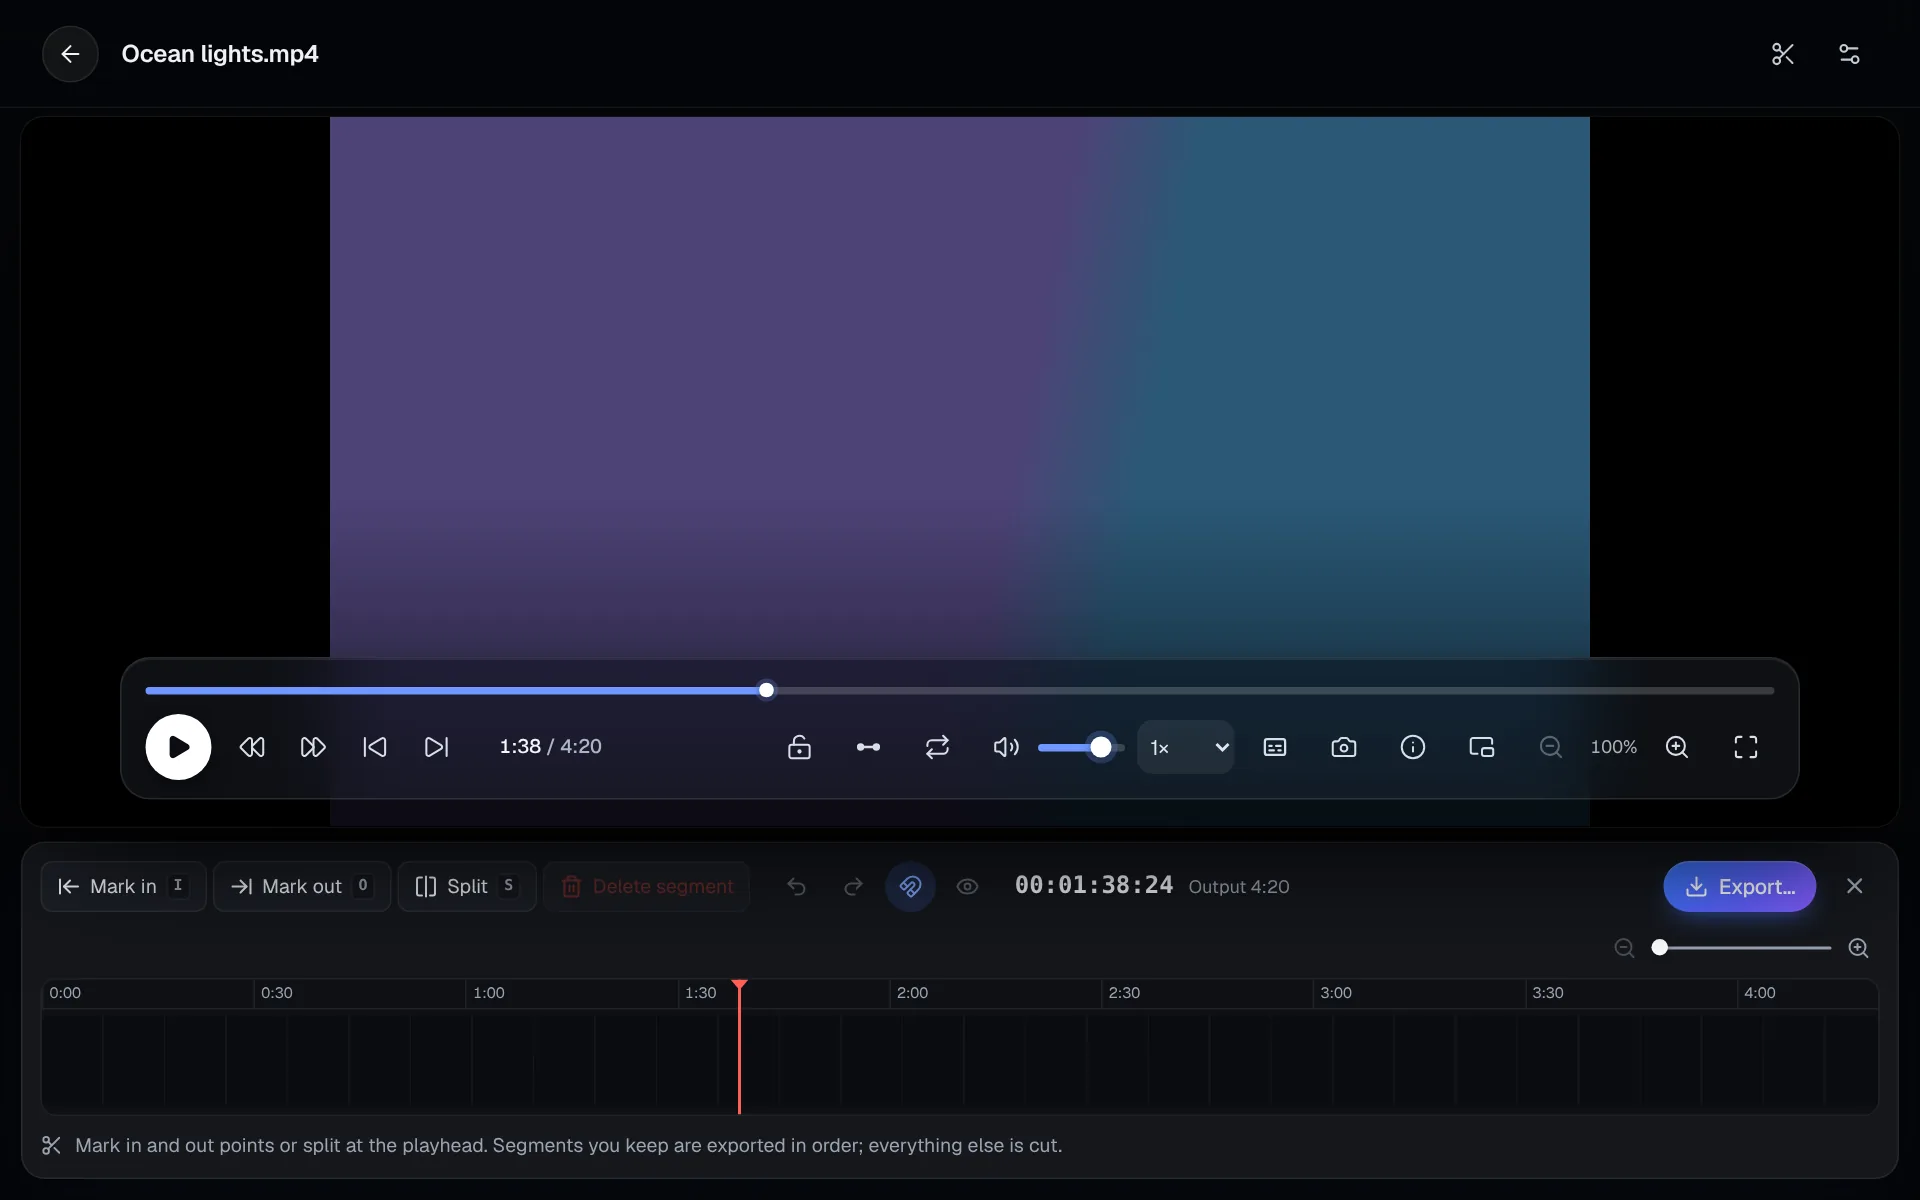 Ocean lights.mp4
1:38 / 4:20
1×
100%
Mark in I
Mark out O
Split S
Delete segment
00:01:38:24
Output 4:20
Export...
0:00
0:30
1:00
1:30
2:00
2:30
3:00
3:30
4:00
Mark in and out points or split at the playhead. Segments you keep are exported in order; everything else is cut.